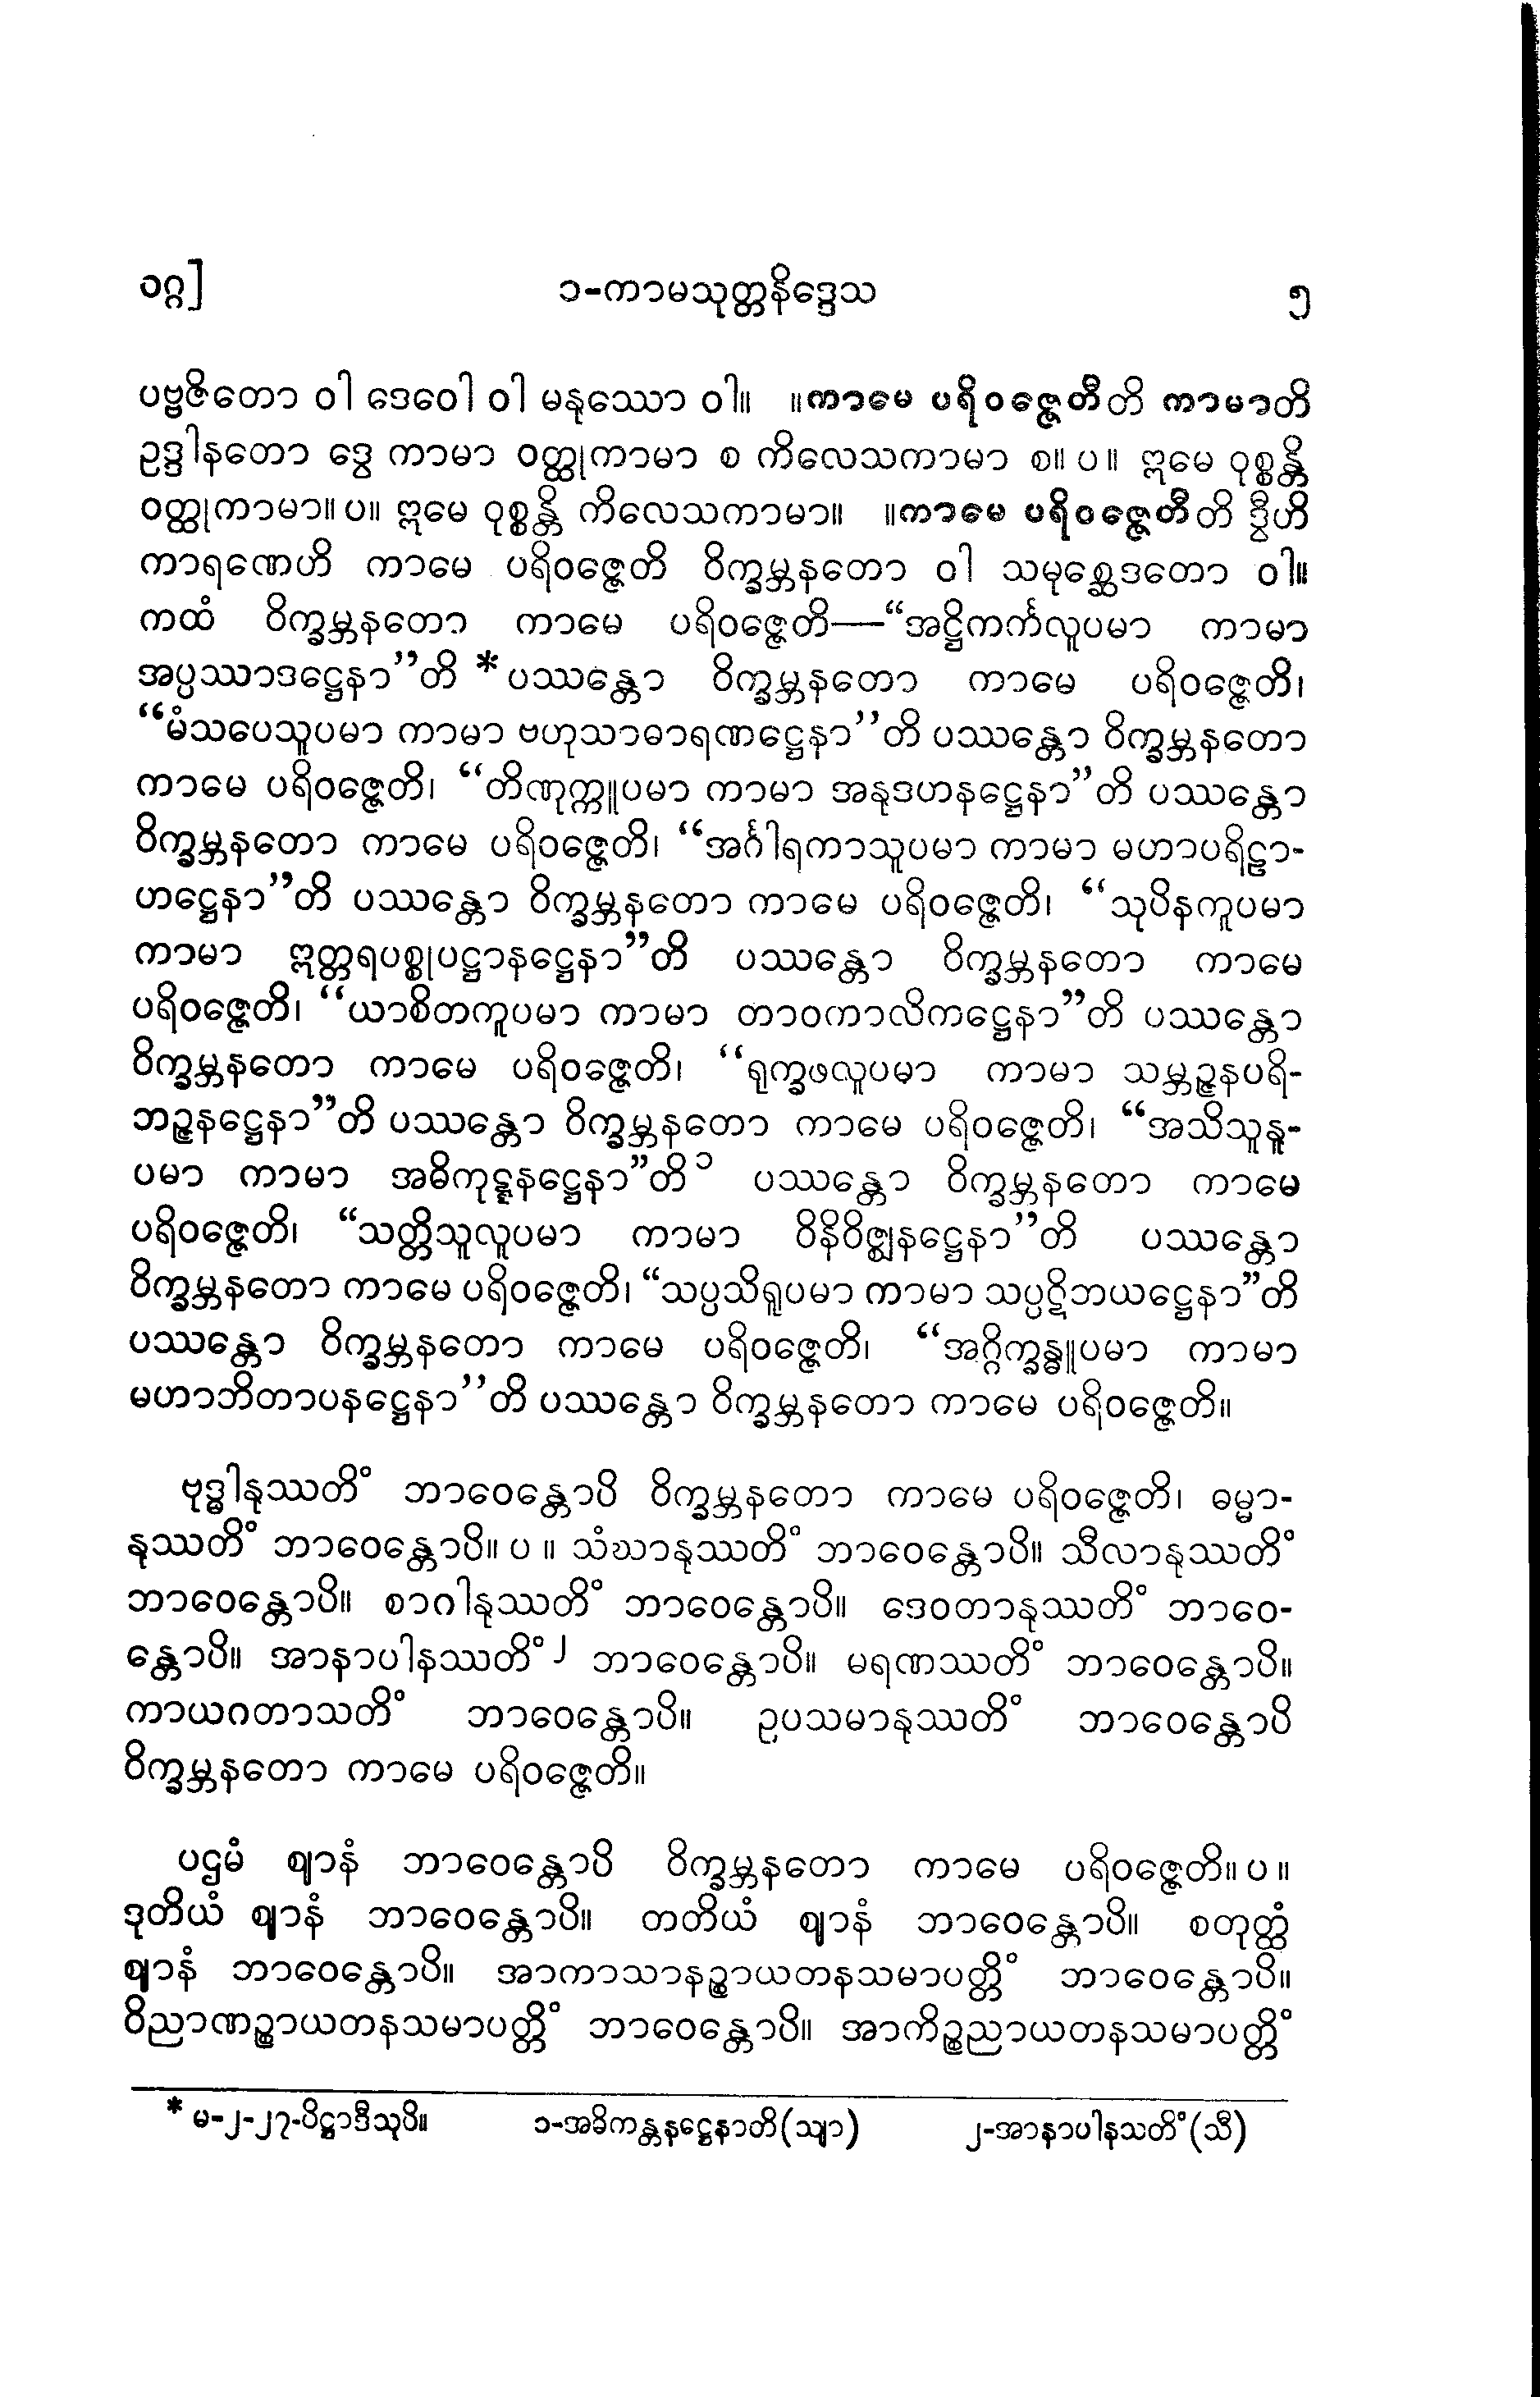 ၁ဂ္ဂ] ၁-ကာမသုတ္တနိဒ္ဒေသ ၅
ပဗ္ဗဇိတော ဝါ ဒေဝေါ ဝါ မနုဿော ဝါ။ ။ကာမေ ပရိဝဇ္ဇေတီတိ ကာမာတိ
ဥဒ္ဒါနတော ဒွေ ကာမာ ဝတ္ထုကာမာ စ ကိလေသကာမာ စ။ ပ။ ဣမေ ဝုစ္စန္တိ
ဝတ္ထုကာမာ။ ပ။ ဣမေ ဝုစ္စန္တိ ကိလေသကာမာ။ ။ကာမေ ပရိဝဇ္ဇေတီတိ ဒွီဟိ
ကာရဏေဟိ ကာမေ ပရိဝဇ္ဇေတိ ဝိက္ခမ္ဘနတော ဝါ သမုစ္ဆေဒတော ဝါ။
ကထံ ဝိက္ခမ္ဘနတော ကာမေ ပရိဝဇ္ဇေတိ—“အဋ္ဌိကင်္ကလူပမာ ကာမာ
အပ္ပဿာဒဋ္ဌေနာ”တိ * ပဿန္တော ဝိက္ခမ္ဘနတော ကာမေ ပရိဝဇ္ဇေတိ၊
“မံသပေသူပမာ ကာမာ ဗဟုသာဓာရဏဋ္ဌေနာ”တိ ပဿန္တော ဝိက္ခမ္ဘနတော
ကာမေ ပရိဝဇ္ဇေတိ၊ “တိဏုက္ကူပမာ ကာမာ အနုဒဟနဋ္ဌေနာ”တိ ပဿန္တော
ဝိက္ခမ္ဘနတော ကာမေ ပရိဝဇ္ဇေတိ၊ “အင်္ဂါရကာသူပမာ ကာမာ မဟာပရိဠာ-
ဟဋ္ဌေနာ”တိ ပဿန္တော ဝိက္ခမ္ဘနတော ကာမေ ပရိဝဇ္ဇေတိ၊ “သုပိနကူပမာ
ကာမာ ဣတ္တရပစ္စုပဋ္ဌာနဋ္ဌေနာ”တိ ပဿန္တော ဝိက္ခမ္ဘနတော ကာမေ
ပရိဝဇ္ဇေတိ၊ “ယာစိတကူပမာ ကာမာ တာဝကာလိကဋ္ဌေနာ”တိ ပဿန္တော
ဝိက္ခမ္ဘနတော ကာမေ ပရိဝဇ္ဇေတိ၊ “ရုက္ခဖလူပမာ ကာမာ သမ္ဘဉ္ဇနပရိ-
ဘဉ္ဇနဋ္ဌေနာ”တိ ပဿန္တော ဝိက္ခမ္ဘနတော ကာမေ ပရိဝဇ္ဇေတိ၊ “အသိသူနူ-
ပမာ ကာမာ အဓိကုဋ္ဋနဋ္ဌေနာ”တိ၁ ပဿန္တော ဝိက္ခမ္ဘနတော ကာမေ
ပရိဝဇ္ဇေတိ၊ “သတ္တိသူလူပမာ ကာမာ ဝိနိဝိဇ္ဈနဋ္ဌေနာ”တိ ပဿန္တော
ဝိက္ခမ္ဘနတော ကာမေ ပရိဝဇ္ဇေတိ၊ “သပ္ပသိရူပမာ ကာမာ သပ္ပဋိဘယဋ္ဌေနာ”တိ
ပဿန္တော ဝိက္ခမ္ဘနတော ကာမေ ပရိဝဇ္ဇေတိ၊ “အဂ္ဂိက္ခန္ဓူပမာ ကာမာ
မဟာဘိတာပနဋ္ဌေနာ”တိ ပဿန္တော ဝိက္ခမ္ဘနတော ကာမေ ပရိဝဇ္ဇေတိ။
ဗုဒ္ဓါနုဿတိံ ဘာဝေန္တောပိ ဝိက္ခမ္ဘနတော ကာမေ ပရိဝဇ္ဇေတိ၊ ဓမ္မာ-
နုဿတိံ ဘာဝေန္တောပိ။ ပ ။ သံဃာနုဿတိံ ဘာဝေန္တောပိ။ သီလာနုဿတိံ
ဘာဝေန္တောပိ။ စာဂါနုဿတိံ ဘာဝေန္တောပိ။ ဒေဝတာနုဿတိံ ဘာဝေ-
န္တောပိ။ အာနာပါနဿတိံ၂ ဘာဝေန္တောပိ။ မရဏဿတိံ ဘာဝေန္တောပိ။
ကာယဂတာသတိံ ဘာဝေန္တောပိ။ ဥပသမာနုဿတိံ ဘာဝေန္တောပိ
ဝိက္ခမ္ဘနတော ကာမေ ပရိဝဇ္ဇေတိ။
ပဌမံ ဈာနံ ဘာဝေန္တောပိ ဝိက္ခမ္ဘနတော ကာမေ ပရိဝဇ္ဇေတိ။ ပ ။
ဒုတိယံ ဈာနံ ဘာဝေန္တောပိ။ တတိယံ ဈာနံ ဘာဝေန္တောပိ။ စတုတ္ထံ
ဈာနံ ဘာဝေန္တောပိ။ အာကာသာနဉ္စာယတနသမာပတ္တိံ ဘာဝေန္တောပိ။
ဝိညာဏဉ္စာယတနသမာပတ္တိံ ဘာဝေန္တောပိ။ အာကိဉ္စညာယတနသမာပတ္တိံ
* မ-၂-၂၇-ပိဋ္ဌာဒီသုပိ။ ၁-အဓိကန္တနဋ္ဌေနာတိ(သျာ) ၂-အာနာပါနသတိံ(သီ)